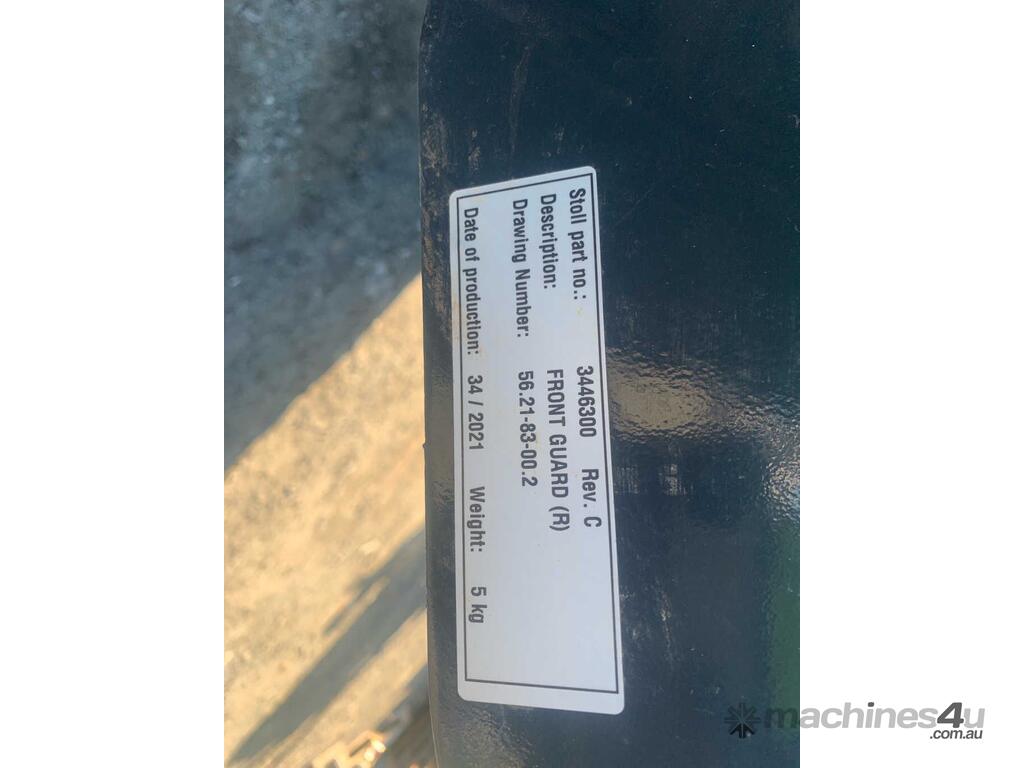 Stoll part no.: 3446300 Rev. C
Description: FRONT GUARD (R)
Drawing Number: 56.21-83-00.2
Date of production: 34 / 2021 Weight: 5 kg
machines4u
.com.au